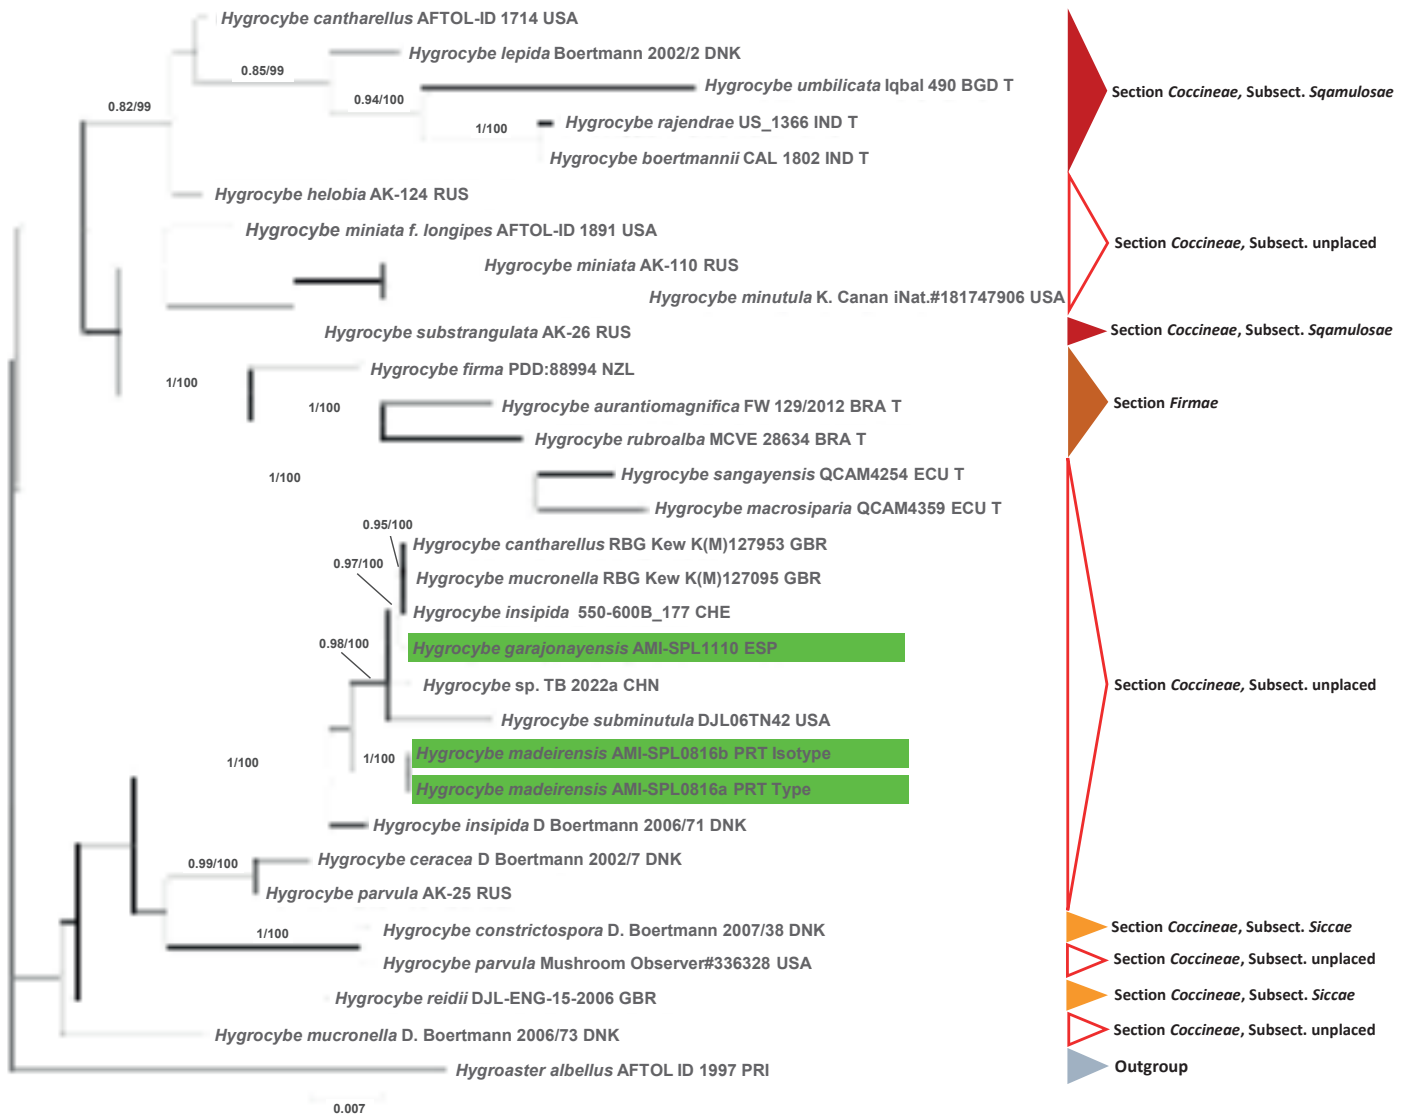 Hygrocybe cantharellus AFTOL-ID 1714 USA
Hygrocybe lepida Boertmann 2002/2 DNK
0.85/99
Hygrocybe umbilicata Iqbal 490 BGD T
Section Coccineae, Subsect. Sqamulosae
0.94/100
0.82/99
Hygrocybe rajendrae US_1366 IND T
1/100
Hygrocybe boertmannii CAL 1802 IND T
Hygrocybe helobia AK-124 RUS
Hygrocybe miniata f. longipes AFTOL-ID 1891 USA
Section Coccineae, Subsect. unplaced
Hygrocybe miniata AK-110 RUS
Hygrocybe minutula K. Canan iNat.#181747906 USA
Hygrocybe substrangulata AK-26 RUS
Section Coccineae, Subsect. Sqamulosae
Hygrocybe firma PDD:88994 NZL
1/100
Hygrocybe aurantiomagnifica FW 129/2012 BRA T
1/100
Section Firmae
Hygrocybe rubroalba MCVE 28634 BRA T
Hygrocybe sangayensis QCAM4254 ECU T
1/100
Hygrocybe macrosiparia QCAM4359 ECU T
0.95/100
Hygrocybe cantharellus RBG Kew K(M)127953 GBR
0.97/100
Hygrocybe mucronella RBG Kew K(M)127095 GBR
Hygrocybe insipida 550-600B_177 CHE
0.98/100
Hygrocybe garajonayensis AMI-SPL1110 ESP
Hygrocybe sp. TB 2022a CHN
Section Coccineae, Subsect. unplaced
Hygrocybe subminutula DJL06TN42 USA
Hygrocybe madeirensis AMI-SPL0816b PRT Isotype
1/100
1/100
Hygrocybe madeirensis AMI-SPL0816a PRT Type
Hygrocybe insipida D Boertmann 2006/71 DNK
Hygrocybe ceracea D Boertmann 2002/7 DNK
0.99/100
Hygrocybe parvula AK-25 RUS
Hygrocybe constrictospora D. Boertmann 2007/38 DNK
Section Coccineae, Subsect. Siccae
1/100
Hygrocybe parvula Mushroom Observer#336328 USA
Section Coccineae, Subsect. unplaced
Hygrocybe reidii DJL-ENG-15-2006 GBR
Section Coccineae, Subsect. Siccae
Hygrocybe mucronella D. Boertmann 2006/73 DNK
Section Coccineae, Subsect. unplaced
Hygroaster albellus AFTOL ID 1997 PRI
Outgroup
0.007